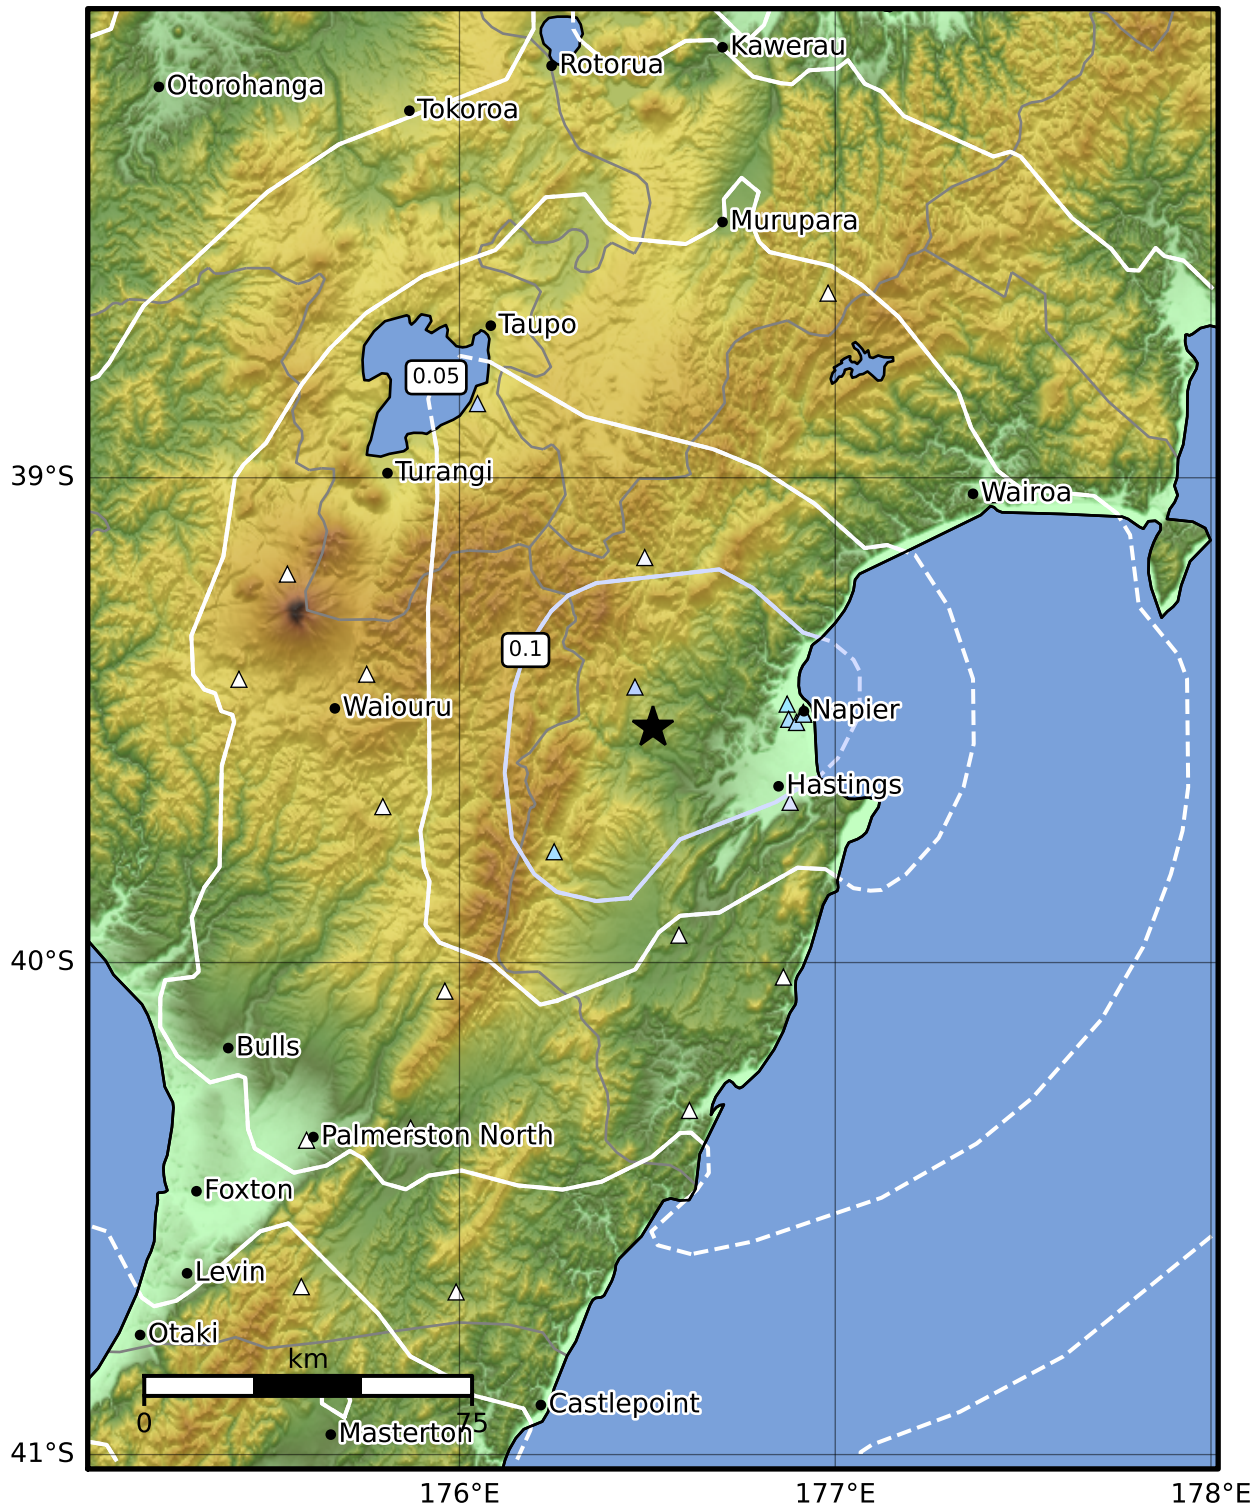 Kawerau
Rotorua
Otorohanga
Tokoroa
Murupara
Taupo
0.05
Turangi
39°S
Wairoa
0.1
Waiouru
Napier
Hastings
40°S
Bulls
Palmerston North
Foxton
Levin
Otaki
km
0
75
Castlepoint
Masterton
41°S
176°E
177°E
178°E